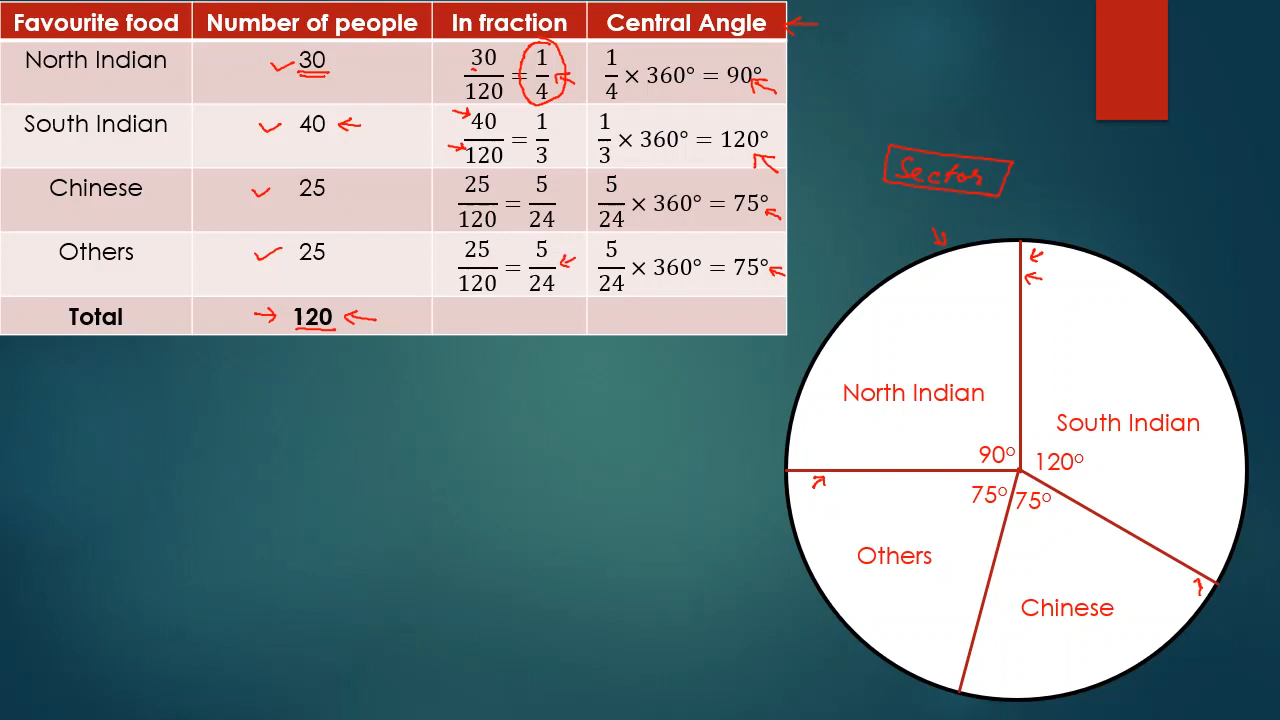 Favourite food Number of people In fraction Central Angle
North Indian 30 30/120 = 1/4 1/4 × 360° = 90°
South Indian 40 40/120 = 1/3 1/3 × 360° = 120°
Chinese 25 25/120 = 5/24 5/24 × 360° = 75°
Others 25 25/120 = 5/24 5/24 × 360° = 75°
Total 120
Sector
North Indian
South Indian
90° 120°
75° 75°
Others
Chinese